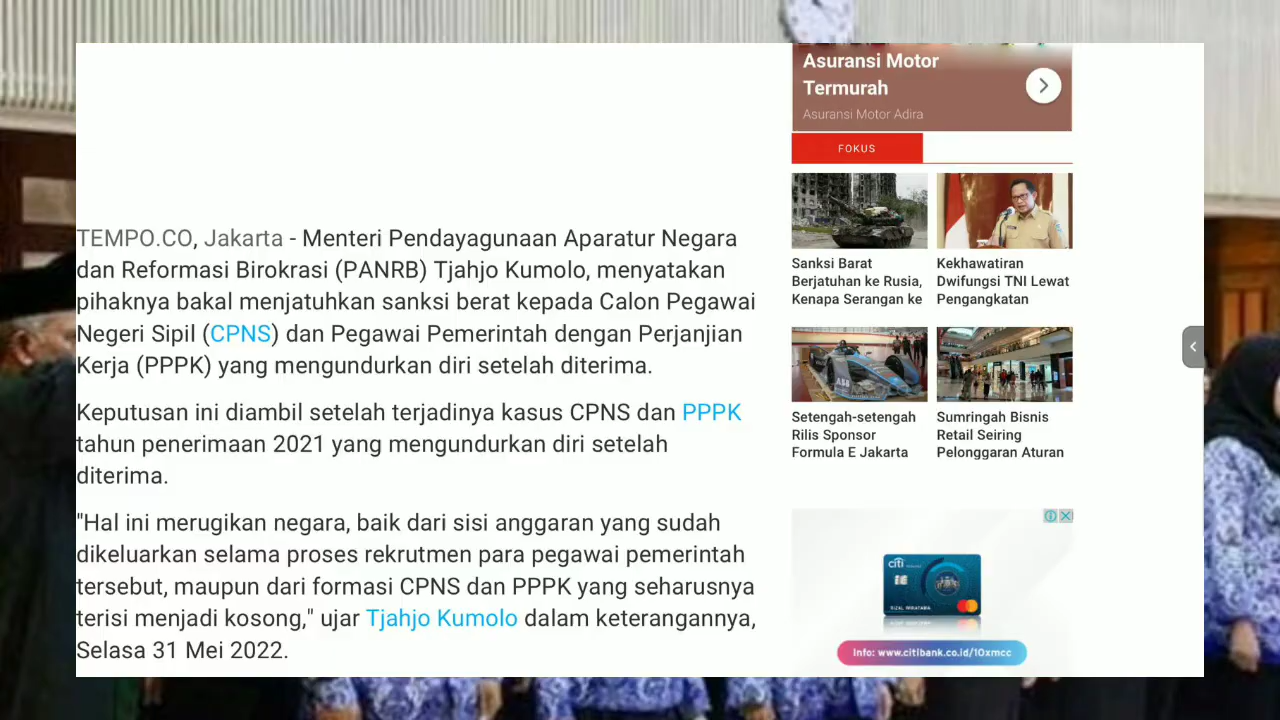 Asuransi Motor
Termurah
Asuransi Motor Adira
FOKUS
TEMPO.CO, Jakarta - Menteri Pendayagunaan Aparatur Negara
dan Reformasi Birokrasi (PANRB) Tjahjo Kumolo, menyatakan
pihaknya bakal menjatuhkan sanksi berat kepada Calon Pegawai
Negeri Sipil (CPNS) dan Pegawai Pemerintah dengan Perjanjian
Kerja (PPPK) yang mengundurkan diri setelah diterima.
Keputusan ini diambil setelah terjadinya kasus CPNS dan PPPK
tahun penerimaan 2021 yang mengundurkan diri setelah
diterima.
"Hal ini merugikan negara, baik dari sisi anggaran yang sudah
dikeluarkan selama proses rekrutmen para pegawai pemerintah
tersebut, maupun dari formasi CPNS dan PPPK yang seharusnya
terisi menjadi kosong," ujar Tjahjo Kumolo dalam keterangannya,
Selasa 31 Mei 2022.
Sanksi Barat
Berjatuhan ke Rusia,
Kenapa Serangan ke
Kekhawatiran
Dwifungsi TNI Lewat
Pengangkatan
ABB
Setengah-setengah
Rilis Sponsor
Formula E Jakarta
Sumringah Bisnis
Retail Seiring
Pelonggaran Aturan
citi
RIZAL WIRATAMA
Info: www.citibank.co.id/10xmcc